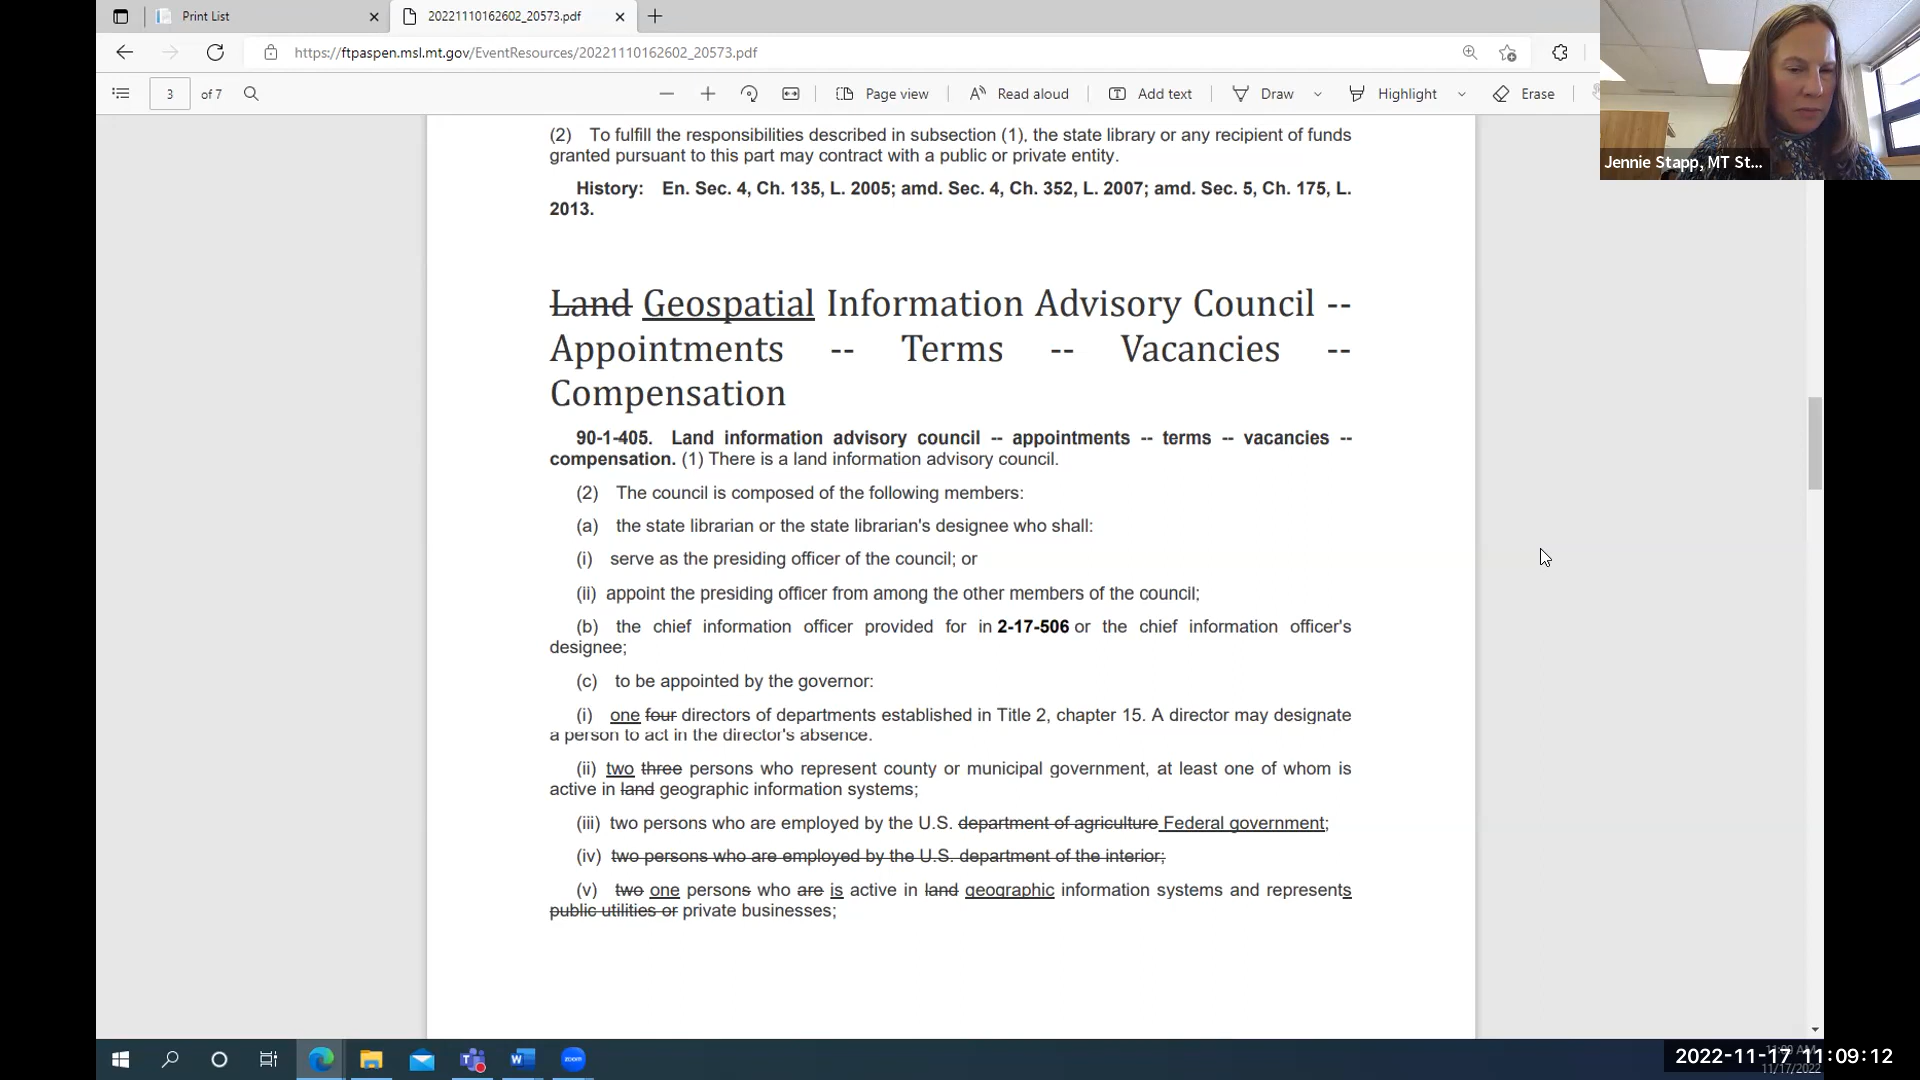 Print List
20221110162602_20573.pdf
https://ftpaspen.msl.mt.gov/EventResources/20221110162602_20573.pdf
3 of 7
Page view
Read aloud
Add text
Draw
Highlight
Erase
Jennie Stapp, MT St...
(2) To fulfill the responsibilities described in subsection (1), the state library or any recipient of funds
granted pursuant to this part may contract with a public or private entity.
History: En. Sec. 4, Ch. 135, L. 2005; amd. Sec. 4, Ch. 352, L. 2007; amd. Sec. 5, Ch. 175, L.
2013.
Land Geospatial Information Advisory Council --
Appointments -- Terms -- Vacancies --
Compensation
90-1-405. Land information advisory council -- appointments -- terms -- vacancies --
compensation. (1) There is a land information advisory council.
(2) The council is composed of the following members:
(a) the state librarian or the state librarian's designee who shall:
(i) serve as the presiding officer of the council; or
(ii) appoint the presiding officer from among the other members of the council;
(b) the chief information officer provided for in 2-17-506 or the chief information officer's
designee;
(c) to be appointed by the governor:
(i) one four directors of departments established in Title 2, chapter 15. A director may designate
a person to act in the director's absence.
(ii) two three persons who represent county or municipal government, at least one of whom is
active in land geographic information systems;
(iii) two persons who are employed by the U.S. department of agriculture Federal government;
(iv) two persons who are employed by the U.S. department of the interior;
(v) two one persons who are is active in land geographic information systems and represents
public utilities or private businesses;
zoom
2022-11-17 11:09:12
11/17/2022